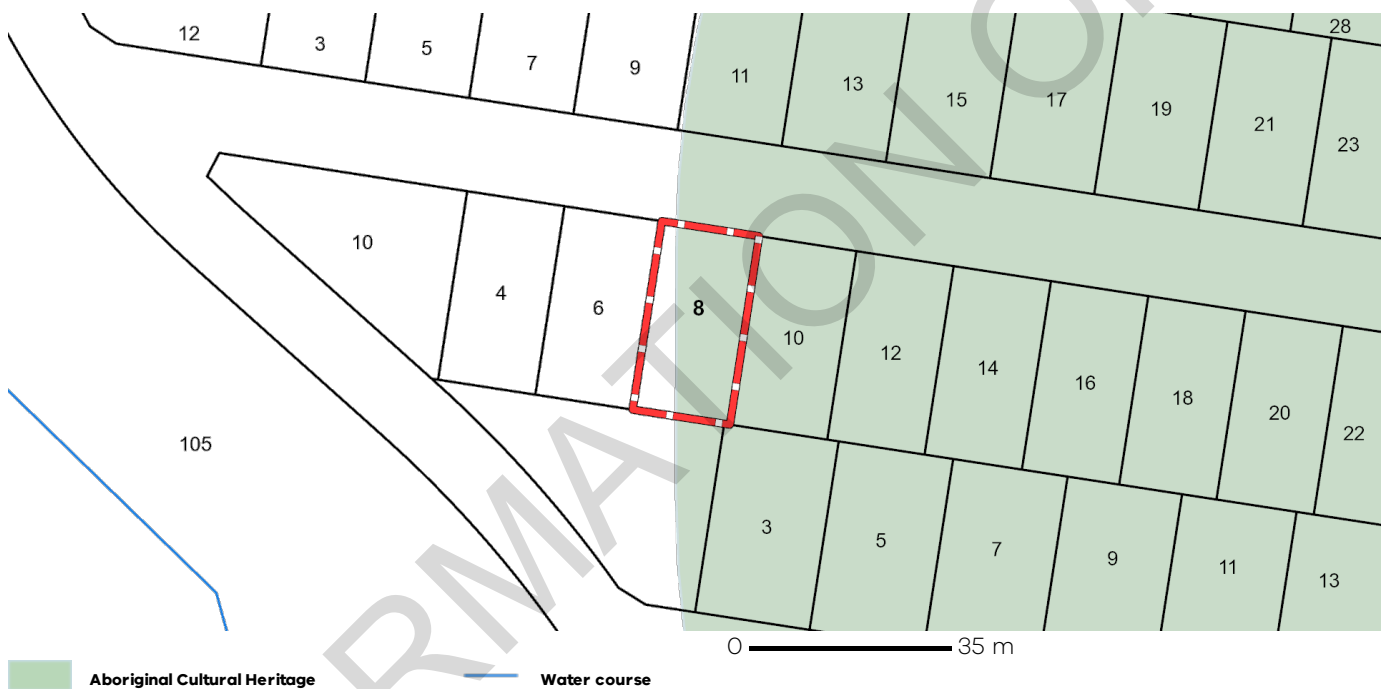 12 3 5 7 9 11 13 15 17 19 21 23 28
10 4 6 8 10 12 14 16 18 20 22
105
3 5 7 9 11 13
0 35 m
Aboriginal Cultural Heritage Water course